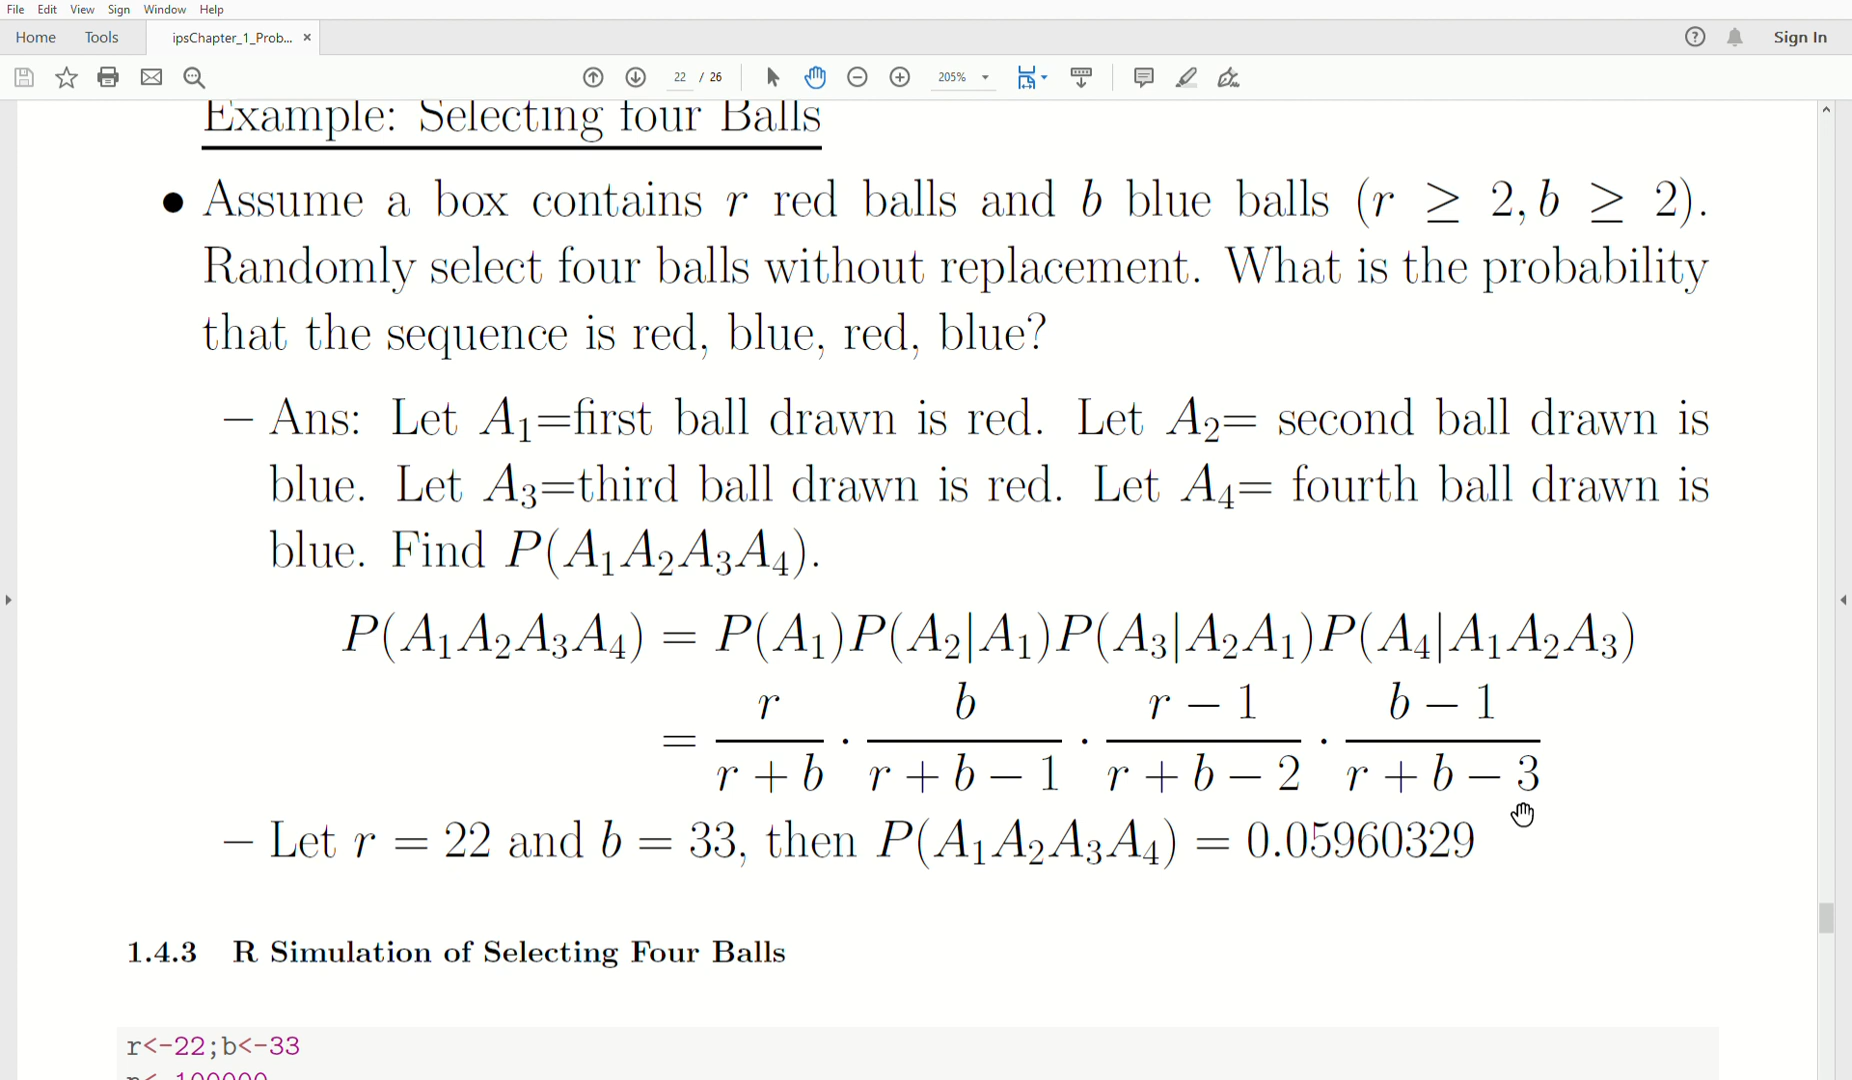 File Edit View Sign Window Help
Home Tools ipsChapter_1_Prob... × Sign In
22 / 26 205%
Example: Selecting four Balls
• Assume a box contains r red balls and b blue balls (r ≥ 2, b ≥ 2).
Randomly select four balls without replacement. What is the probability
that the sequence is red, blue, red, blue?
– Ans: Let A₁=first ball drawn is red. Let A₂= second ball drawn is
blue. Let A₃=third ball drawn is red. Let A₄= fourth ball drawn is
blue. Find P(A₁A₂A₃A₄).
P(A₁A₂A₃A₄) = P(A₁)P(A₂|A₁)P(A₃|A₂A₁)P(A₄|A₁A₂A₃)
= r/(r + b) · b/(r + b − 1) · (r − 1)/(r + b − 2) · (b − 1)/(r + b − 3)
– Let r = 22 and b = 33, then P(A₁A₂A₃A₄) = 0.05960329
1.4.3 R Simulation of Selecting Four Balls
r<-22;b<-33